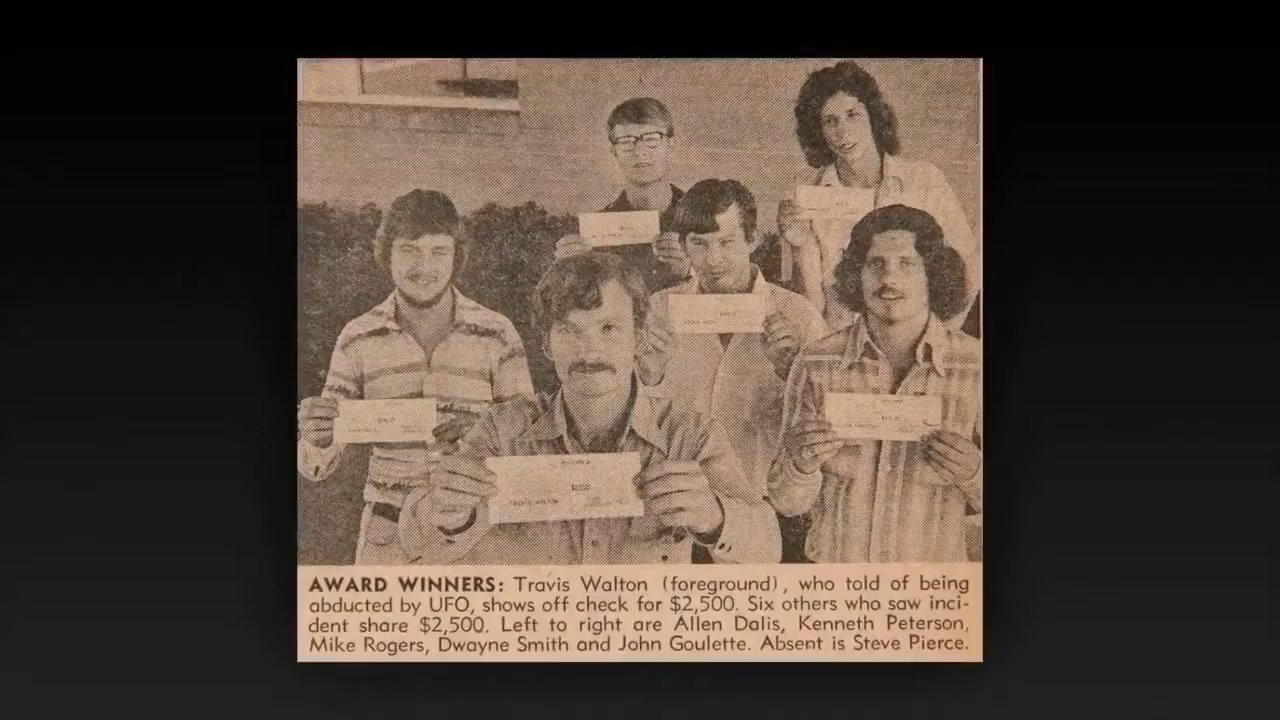 AWARD WINNERS: Travis Walton (foreground), who told of being
abducted by UFO, shows off check for $2,500. Six others who saw inci-
dent share $2,500. Left to right are Allen Dalis, Kenneth Peterson,
Mike Rogers, Dwayne Smith and John Goulette. Absent is Steve Pierce.